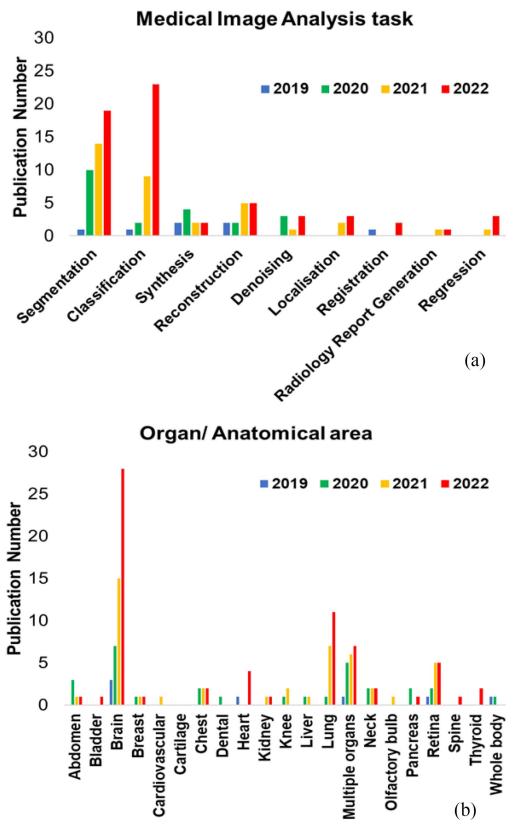 Medical Image Analysis task
30
25
20
15
10
5
0
Publication Number
2019 2020 2021 2022
Segmentation
Classification
Synthesis
Reconstruction
Denoising
Localisation
Registration
Radiology Report Generation
Regression
(a)
Organ/ Anatomical area
30
25
20
15
10
5
0
Publication Number
2019 2020 2021 2022
Abdomen
Bladder
Brain
Breast
Cardiovascular
Cartilage
Chest
Dental
Heart
Kidney
Knee
Liver
Lung
Multiple organs
Neck
Olfactory bulb
Pancreas
Retina
Spine
Thyroid
Whole body
(b)